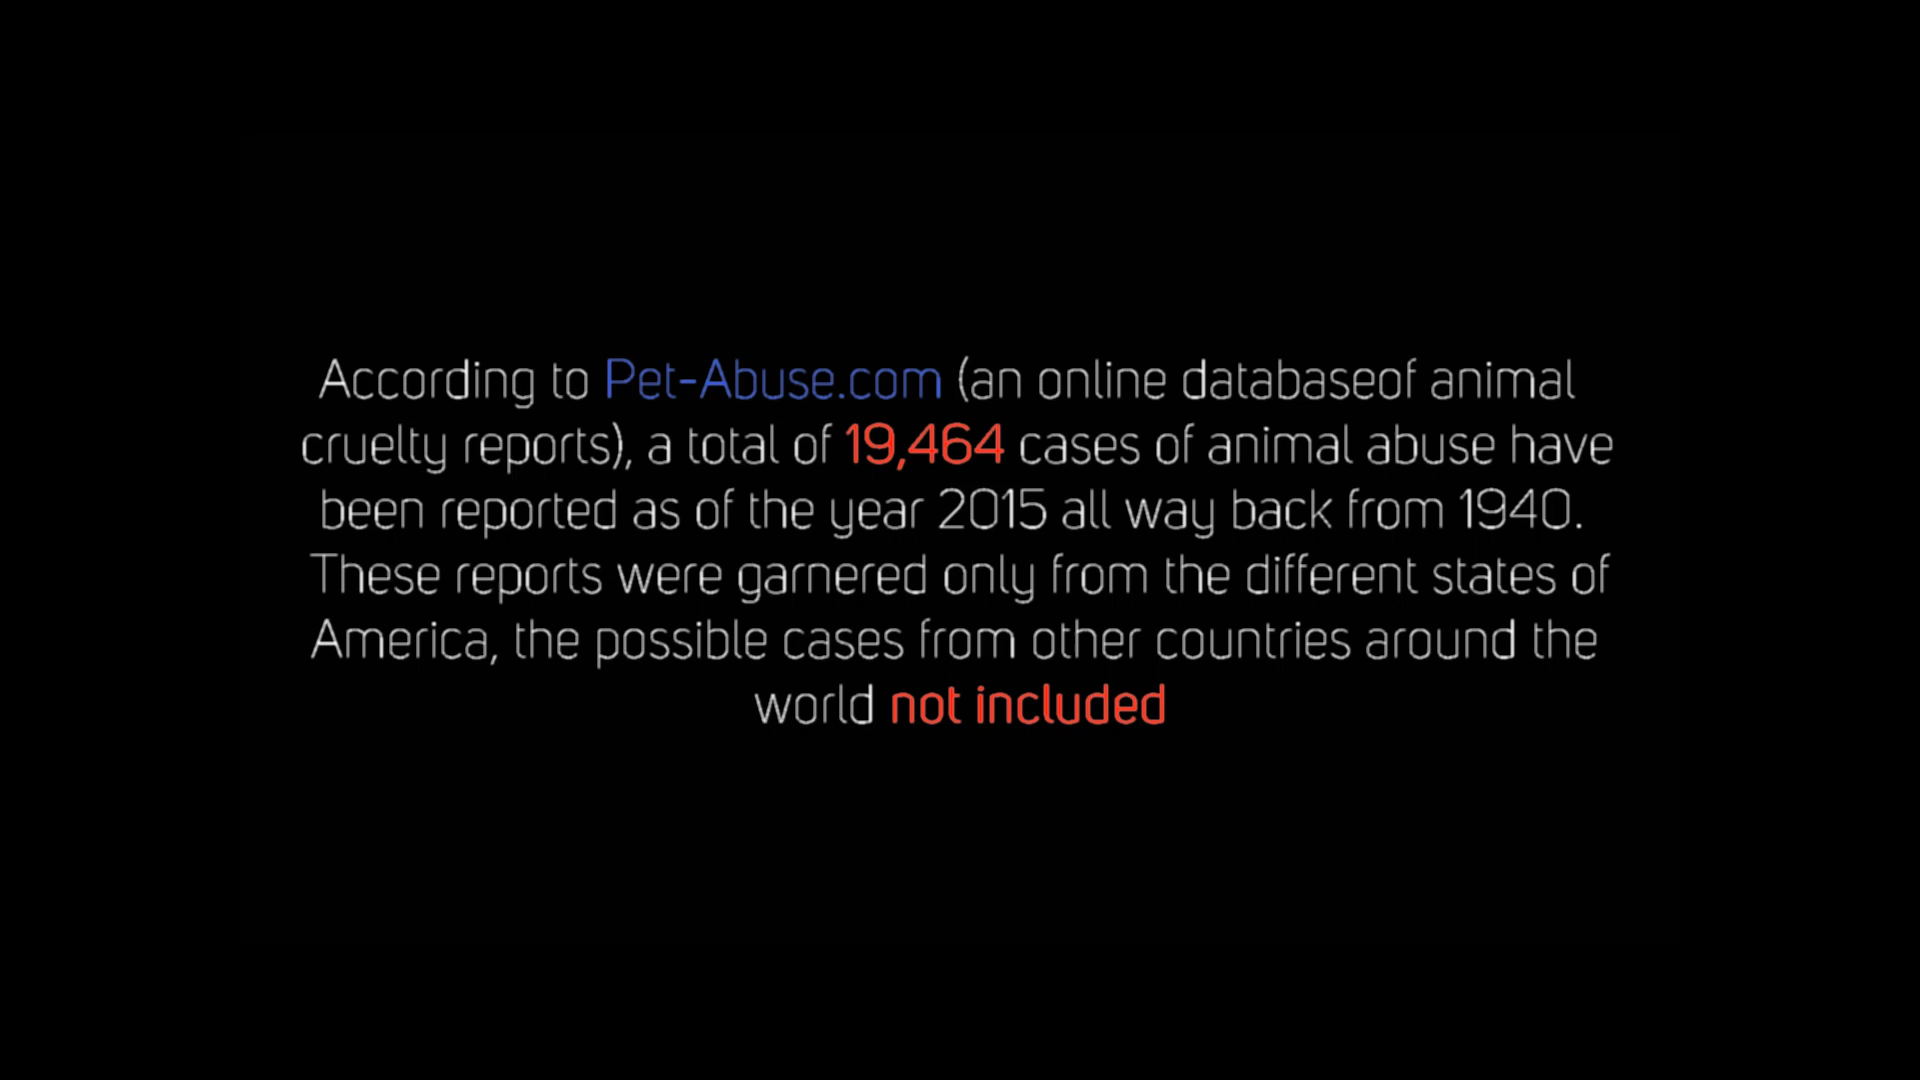 According to Pet-Abuse.com (an online databaseof animal
cruelty reports), a total of 19,464 cases of animal abuse have
been reported as of the year 2015 all way back from 1940.
These reports were garnered only from the different states of
America, the possible cases from other countries around the
world not included